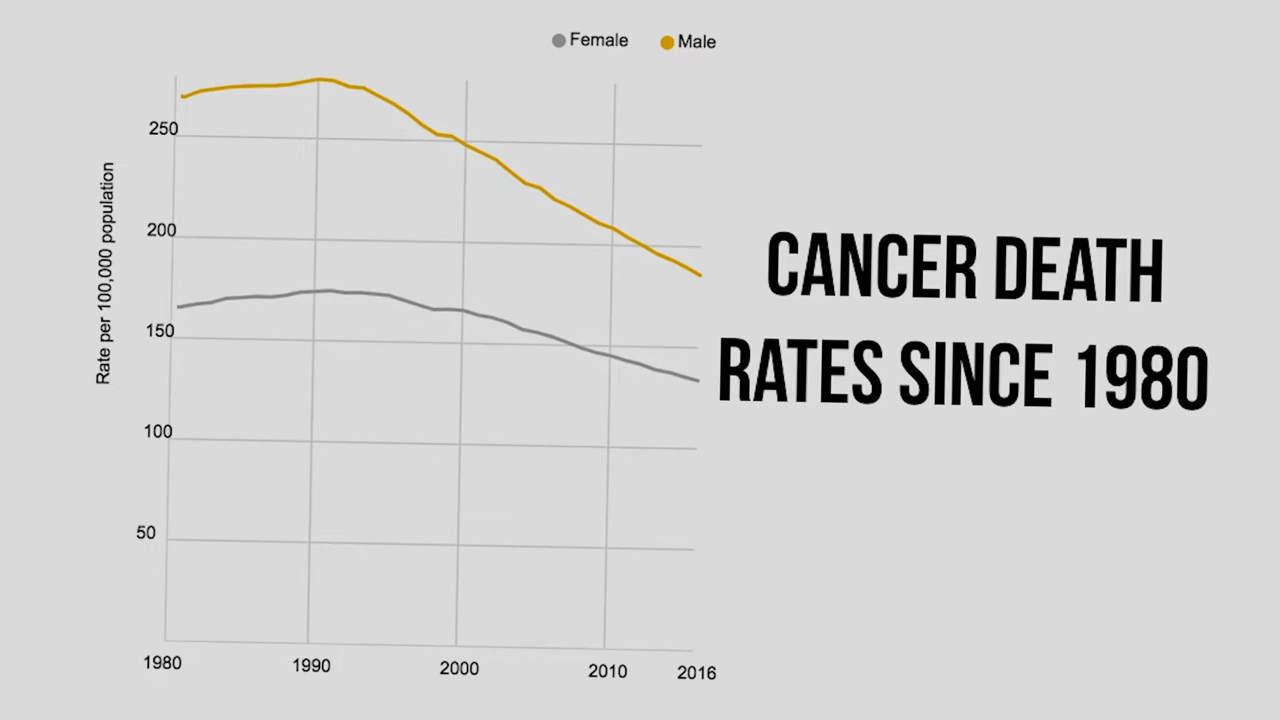 Female
Male
250
200
150
100
50
Rate per 100,000 population
1980
1990
2000
2010
2016
CANCER DEATH
RATES SINCE 1980